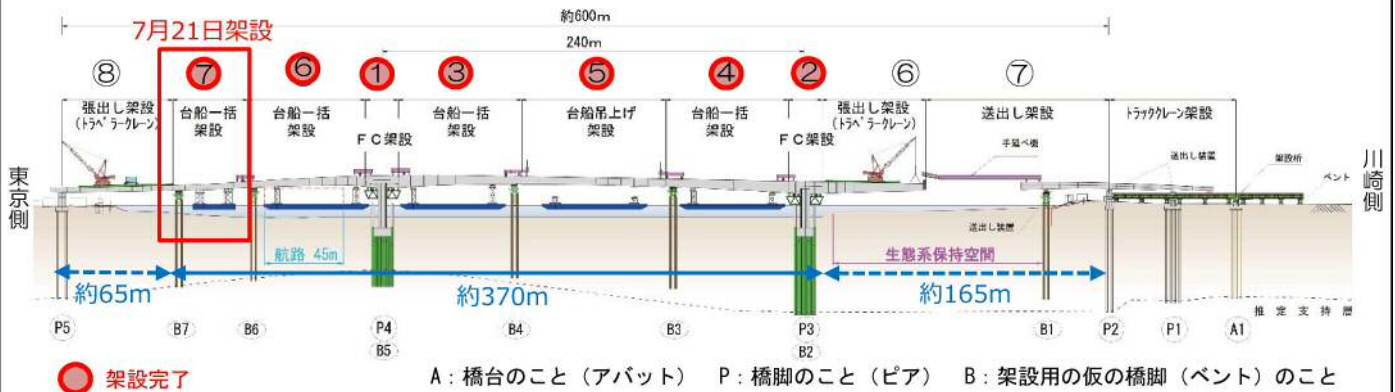 約600m
7月21日架設
240m
⑧ ⑦ ⑥ ① ③ ⑤ ④ ② ⑥ ⑦
張出し架設
(トラベラークレーン)
台船一括
架設
台船一括
架設
FC架設
台船一括
架設
台船吊上げ
架設
台船一括
架設
FC架設
張出し架設
(トラベラークレーン)
送出し架設
トラッククレーン架設
手延べ機
送出し装置
架設桁
ベント
東京側
川崎側
送出し装置
航路 45m
生態系保持空間
約65m
約370m
約165m
推定支持層
P5 B7 B6 P4 B4 B3 P3 B1 P2 P1 A1
B5 B2
架設完了
A:橋台のこと(アバット) P:橋脚のこと(ピア) B:架設用の仮の橋脚(ベント)のこと